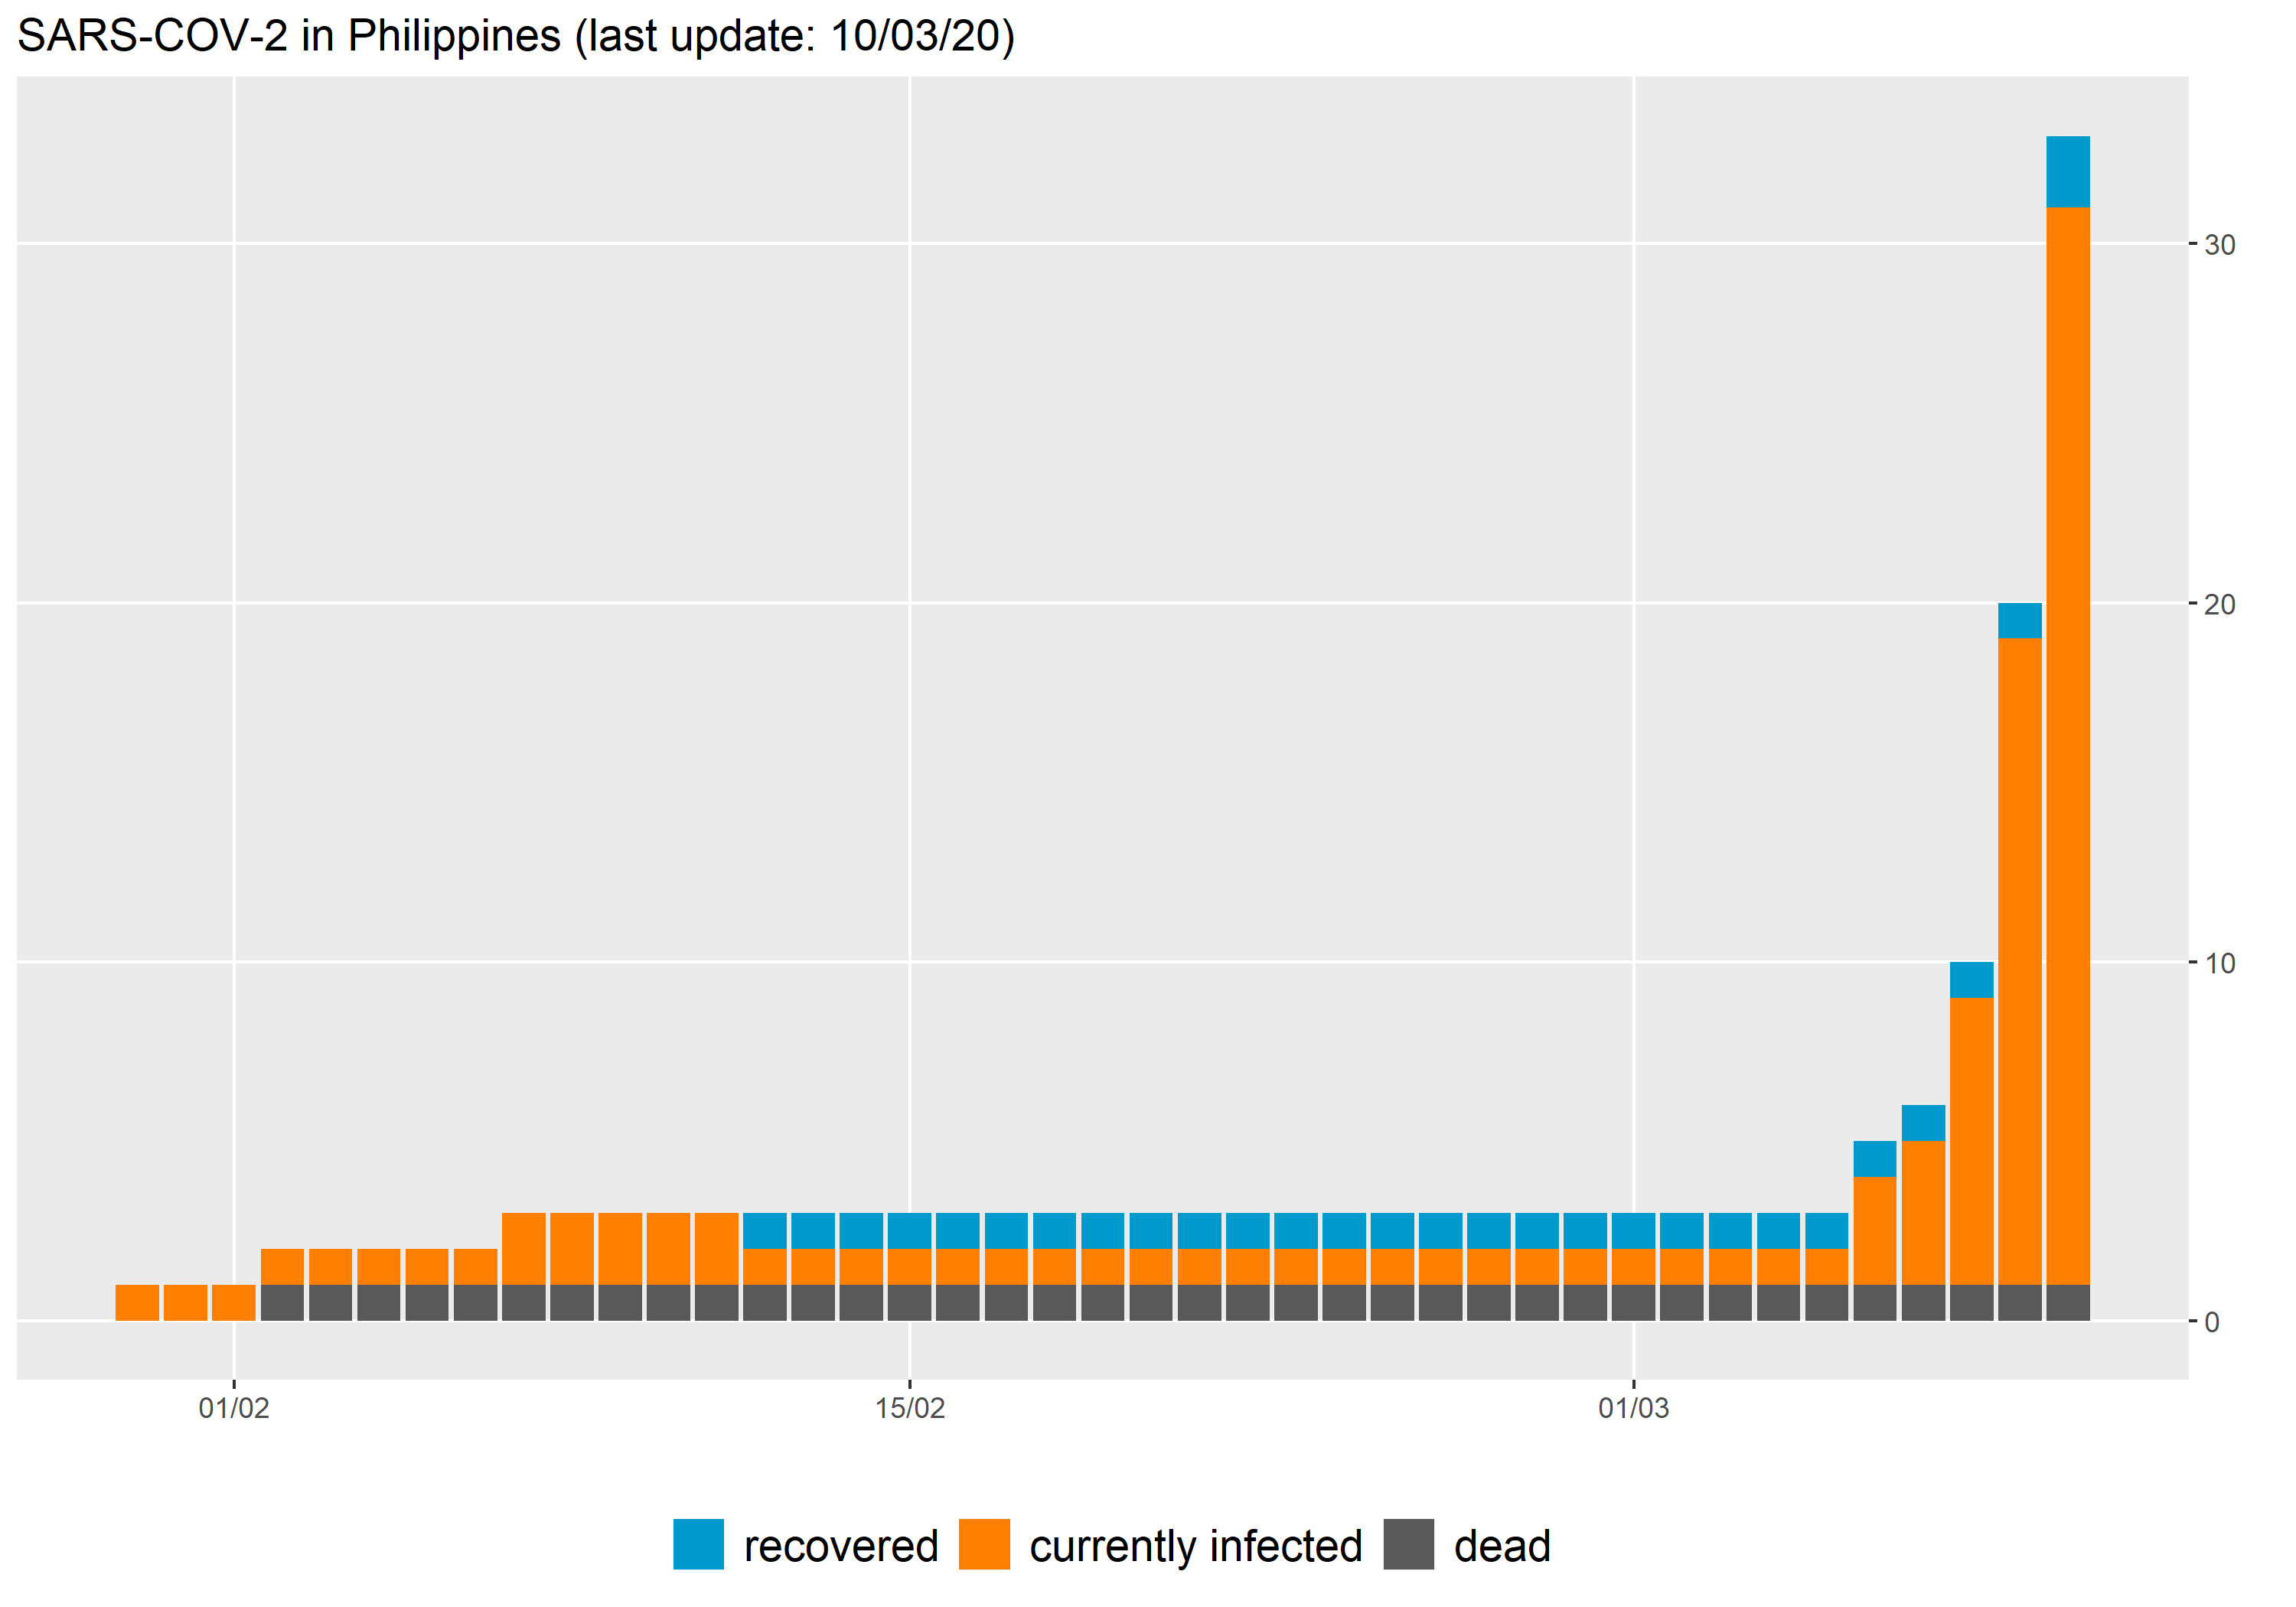 SARS-COV-2 in Philippines (last update: 10/03/20)
30
20
10
0
01/02 15/02 01/03
recovered currently infected dead